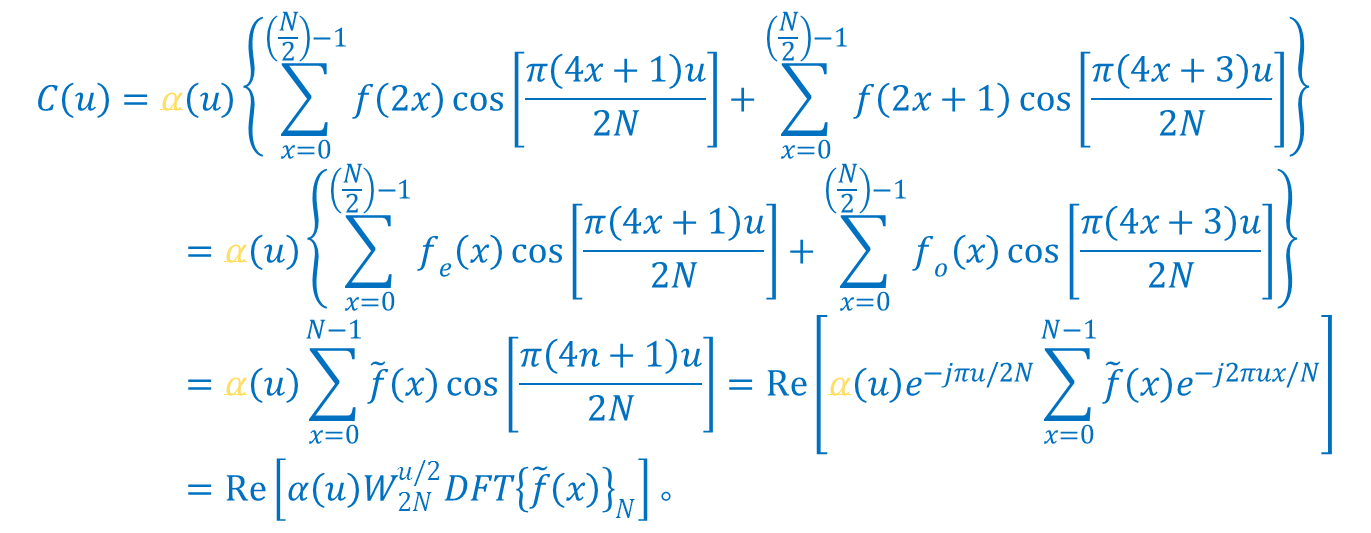 C(u) = α(u) { ∑_{x=0}^{(N/2)−1} f(2x) cos [π(4x + 1)u / 2N] + ∑_{x=0}^{(N/2)−1} f(2x + 1) cos [π(4x + 3)u / 2N] }
= α(u) { ∑_{x=0}^{(N/2)−1} f_e(x) cos [π(4x + 1)u / 2N] + ∑_{x=0}^{(N/2)−1} f_o(x) cos [π(4x + 3)u / 2N] }
= α(u) ∑_{x=0}^{N−1} f̃(x) cos [π(4n + 1)u / 2N] = Re [ α(u)e^{−jπu/2N} ∑_{x=0}^{N−1} f̃(x)e^{−j2πux/N} ]
= Re [ α(u)W_{2N}^{u/2} DFT{f̃(x)}_N ] 。